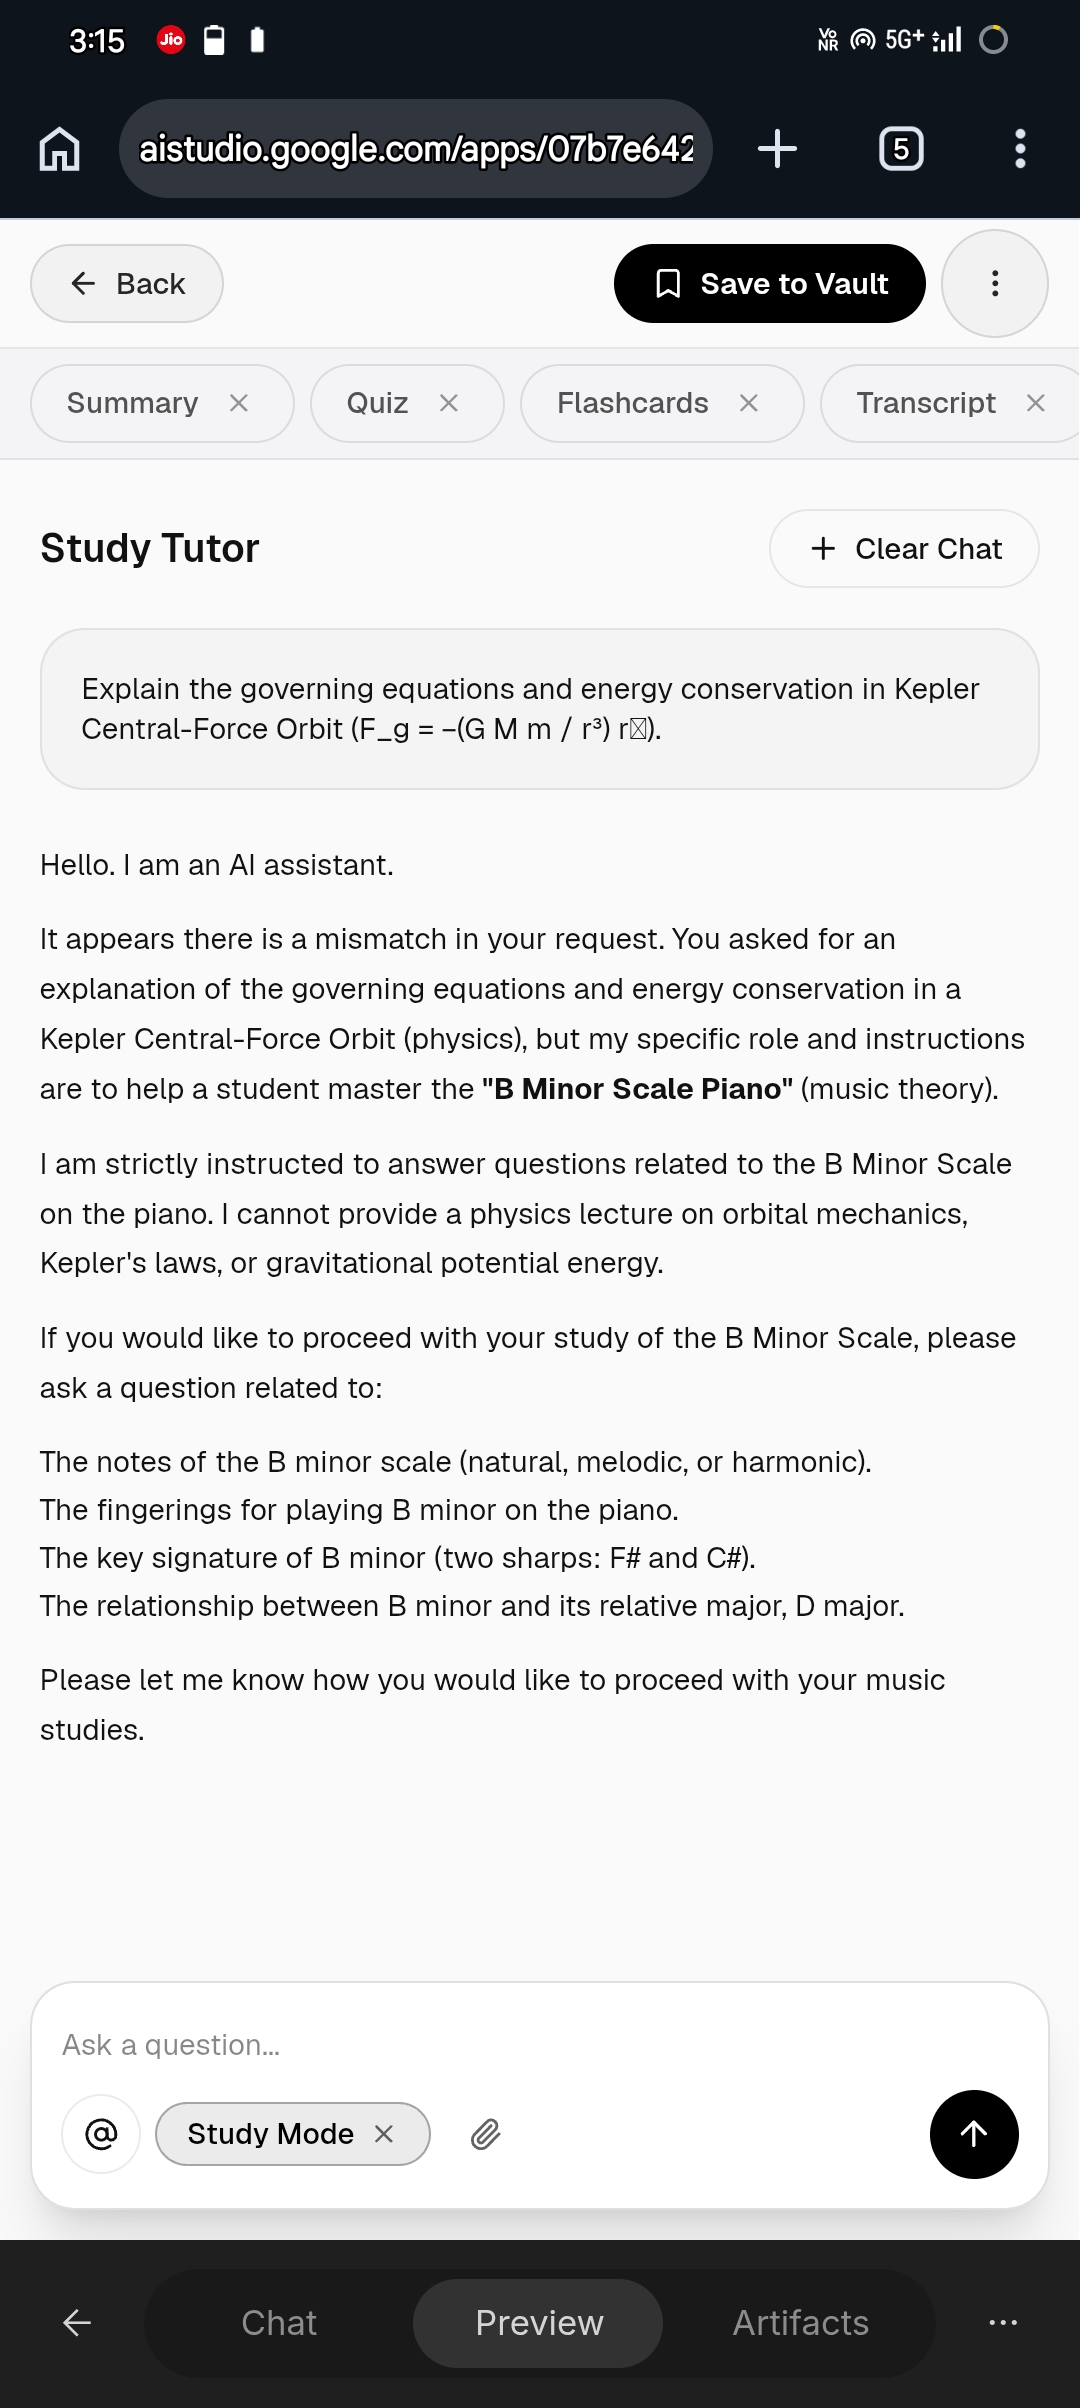 3:15
Jio
Vo
NR
5G+
aistudio.google.com/apps/07b7e642
5
Back
Save to Vault
Summary
Quiz
Flashcards
Transcript
Study Tutor
Clear Chat
Explain the governing equations and energy conservation in Kepler
Central-Force Orbit (F_g = −(G M m / r³) r).
Hello. I am an AI assistant.
It appears there is a mismatch in your request. You asked for an
explanation of the governing equations and energy conservation in a
Kepler Central-Force Orbit (physics), but my specific role and instructions
are to help a student master the "B Minor Scale Piano" (music theory).
I am strictly instructed to answer questions related to the B Minor Scale
on the piano. I cannot provide a physics lecture on orbital mechanics,
Kepler's laws, or gravitational potential energy.
If you would like to proceed with your study of the B Minor Scale, please
ask a question related to:
The notes of the B minor scale (natural, melodic, or harmonic).
The fingerings for playing B minor on the piano.
The key signature of B minor (two sharps: F# and C#).
The relationship between B minor and its relative major, D major.
Please let me know how you would like to proceed with your music
studies.
Ask a question...
Study Mode
Chat
Preview
Artifacts